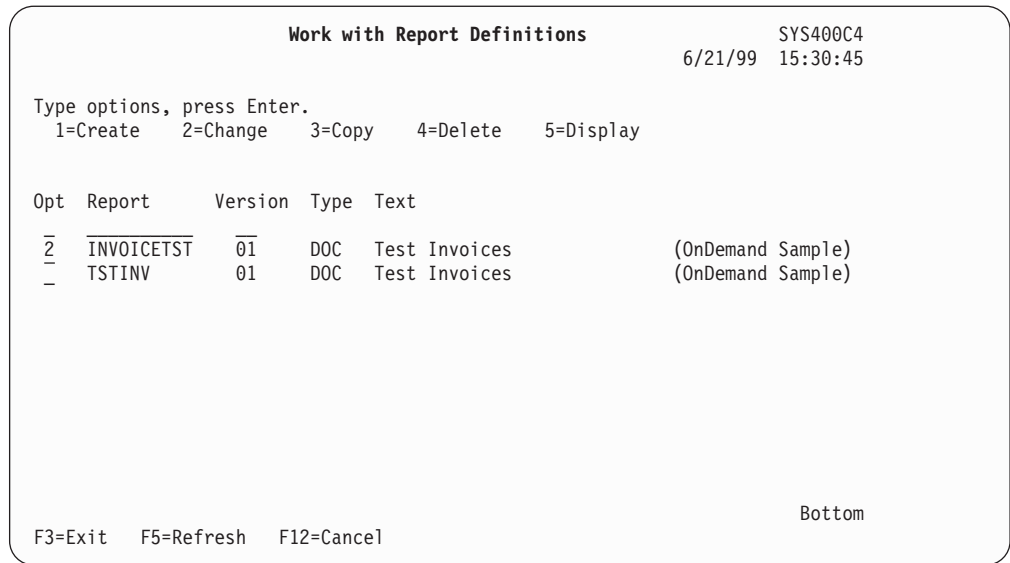 Work with Report Definitions SYS400C4
6/21/99 15:30:45
Type options, press Enter.
1=Create 2=Change 3=Copy 4=Delete 5=Display
Opt Report Version Type Text
_ __________ __
2 INVOICETST 01 DOC Test Invoices (OnDemand Sample)
_ TSTINV 01 DOC Test Invoices (OnDemand Sample)
Bottom
F3=Exit F5=Refresh F12=Cancel